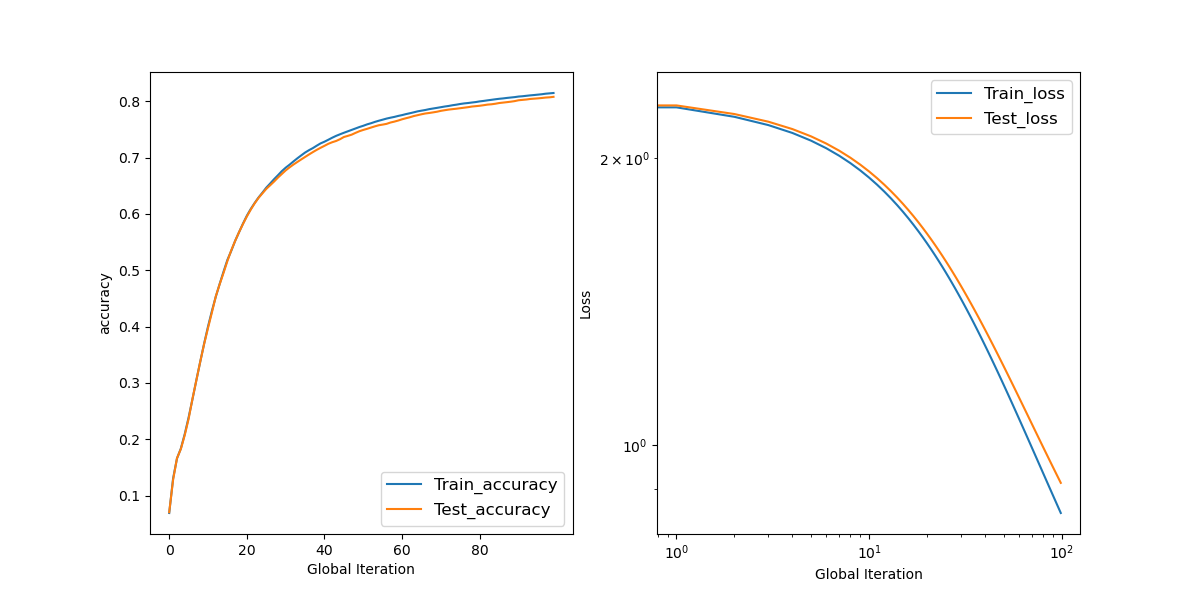 0.8
0.7
0.6
0.5
0.4
0.3
0.2
0.1
accuracy
0 20 40 60 80
Global Iteration
Train_accuracy
Test_accuracy
2 × 10⁰
10⁰
Loss
10⁰ 10¹ 10²
Global Iteration
Train_loss
Test_loss